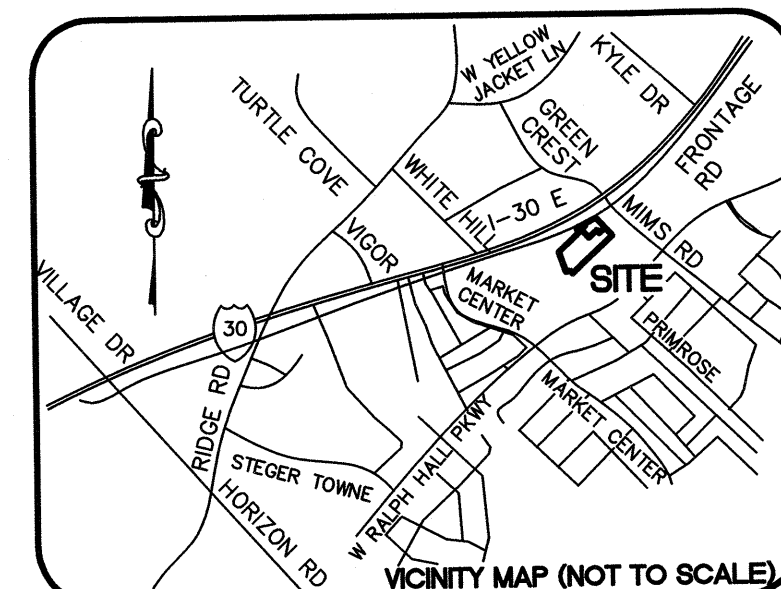 W YELLOW
JACKET LN
KYLE DR
TURTLE COVE
GREEN
CREST
FRONTAGE
RD
WHITE HIL
I-30 E
MIMS RD
VIGOR
SITE
VILLAGE DR
MARKET
CENTER
30
PRIMROSE
RIDGE RD
MARKET CENTER
STEGER TOWNE
W RALPH HALL PKWY
HORIZON RD
VICINITY MAP (NOT TO SCALE)